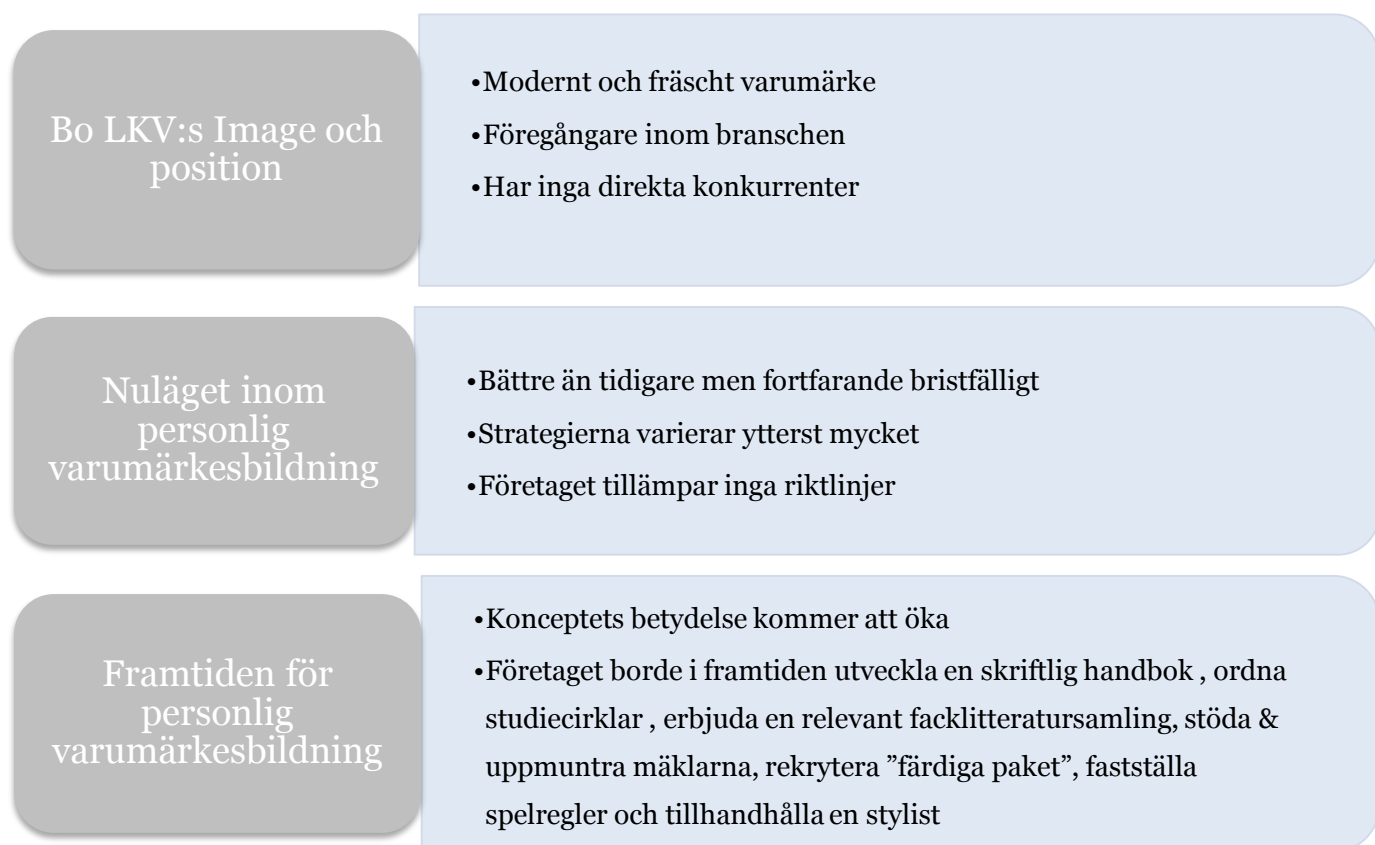 Bo LKV:s Image och
position
•Modernt och fräscht varumärke
•Föregångare inom branschen
•Har inga direkta konkurrenter
Nuläget inom
personlig
varumärkesbildning
•Bättre än tidigare men fortfarande bristfälligt
•Strategierna varierar ytterst mycket
•Företaget tillämpar inga riktlinjer
Framtiden för
personlig
varumärkesbildning
•Konceptets betydelse kommer att öka
•Företaget borde i framtiden utveckla en skriftlig handbok , ordna
studiecirklar , erbjuda en relevant facklitteratursamling, stöda &
uppmuntra mäklarna, rekrytera ”färdiga paket”, fastställa
spelregler och tillhandhålla en stylist